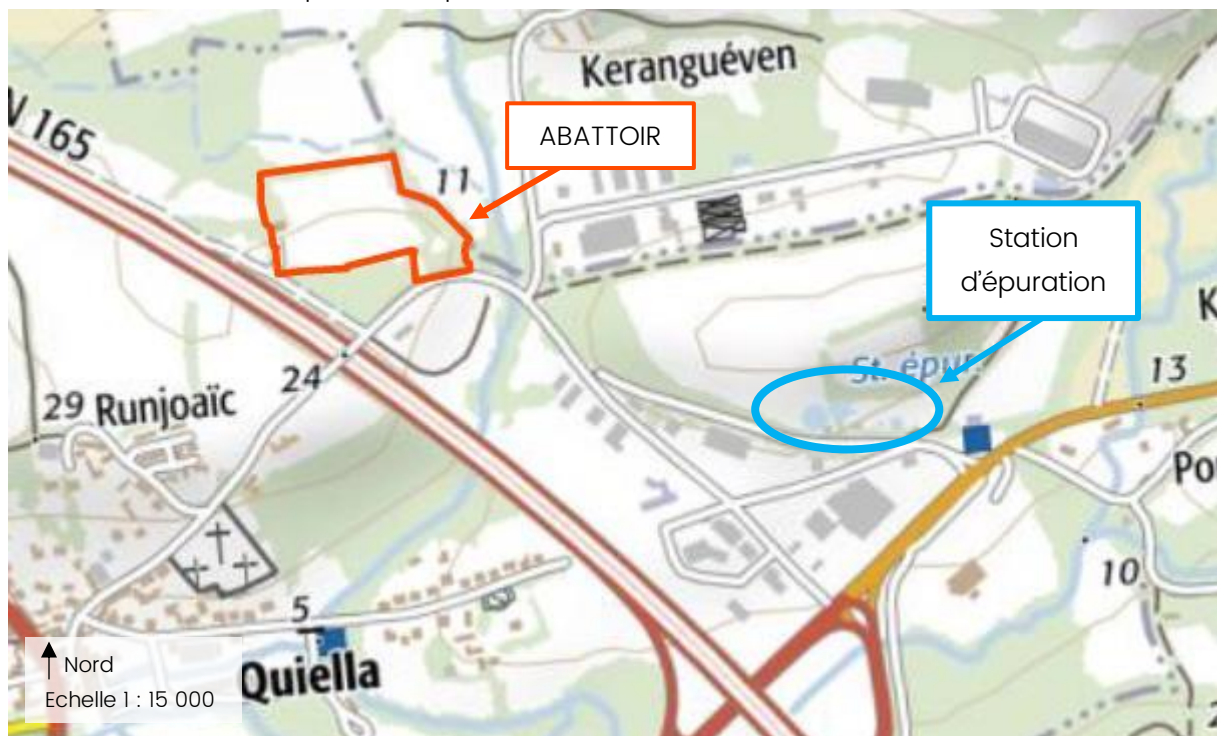 Keranguéven
N 165
ABATTOIR
11
Station
d'épuration
K
St. épur.
13
24
29 Runjoaïc
Po
10
5
Quiella
Nord
Echelle 1 : 15 000
2